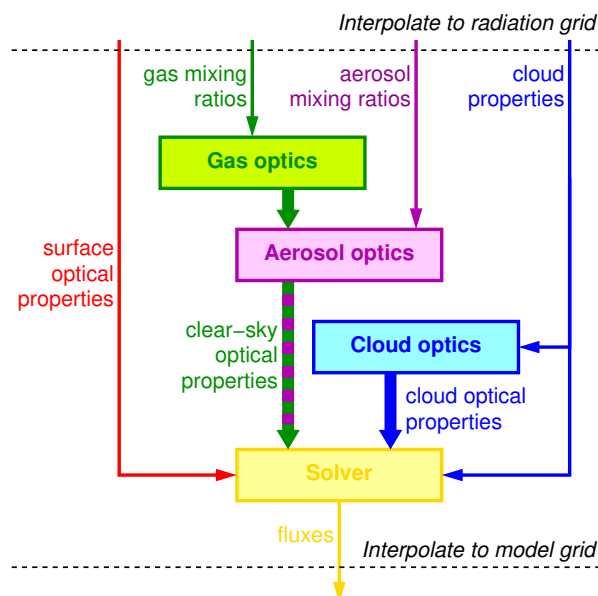 Interpolate to radiation grid
gas mixing
ratios
aerosol
mixing ratios
cloud
properties
Gas optics
Aerosol optics
surface
optical
properties
clear−sky
optical
properties
Cloud optics
cloud optical
properties
Solver
fluxes
Interpolate to model grid